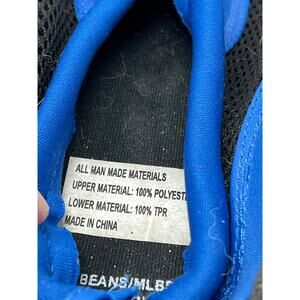 ALL MAN MADE MATERIALS
UPPER MATERIAL: 100% POLYEST
LOWER MATERIAL: 100% TPR
MADE IN CHINA
BEANS/MLB